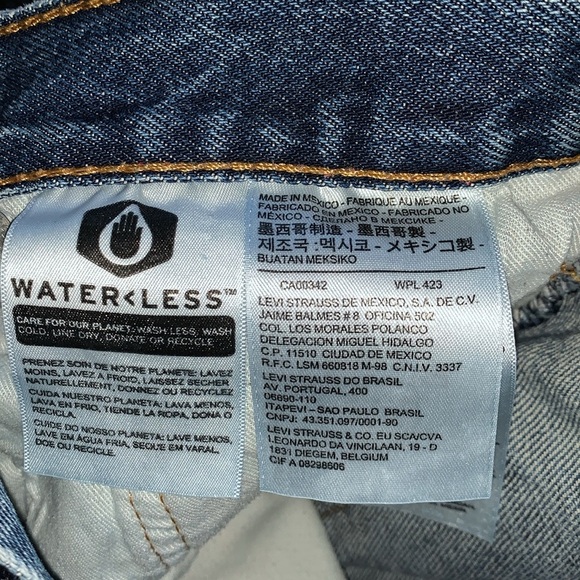 WATER<LESS™
CARE FOR OUR PLANET: WASH LESS, WASH
COLD, LINE DRY, DONATE OR RECYCLE
PRENEZ SOIN DE NOTRE PLANETE: LAVEZ
MOINS, LAVEZ À FROID, LAISSEZ SECHER
NATURELLEMENT, DONNEZ OU RECYCLEZ
CUIDA NUESTRO PLANETA: LAVA MENOS,
LAVA EN FRIO, TIENDE LA ROPA, DONA O
RECICLA.
CUIDE DO NOSSO PLANETA: LAVE MENOS,
LAVE EM ÁGUA FRIA, SEQUE NO VARAL,
DOE OU RECICLE.
MADE IN MEXICO - FABRIQUE AU MEXIQUE -
FABRICADO EN MÉXICO - FABRICADO NO
MÉXICO - СДЕЛАНО В МЕКСИКЕ -
墨西哥制造 - 墨西哥製造 -
제조국 :멕시코 - メキシコ製 -
BUATAN MEKSIKO
CA00342 WPL 423
LEVI STRAUSS DE MEXICO, S.A. DE C.V.
JAIME BALMES # 8 OFICINA 502
COL. LOS MORALES POLANCO
DELEGACION MIGUEL HIDALGO
C.P. 11510 CIUDAD DE MEXICO
R.F.C. LSM 660818 M-98 C.N.I.V. 3337
LEVI STRAUSS DO BRASIL
AV. PORTUGAL, 400
06690-110
ITAPEVI - SAO PAULO BRASIL
CNPJ: 43.351.097/0001-90
LEVI STRAUSS & CO. EU SCA/CVA
LEONARDO DA VINCILAAN, 19 - D
1831 DIEGEM, BELGIUM
CIF A 08298606